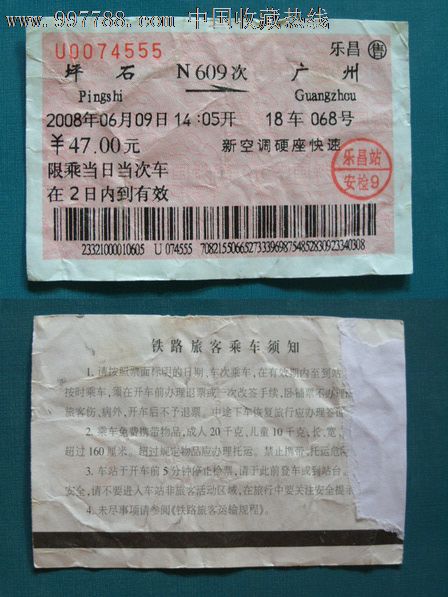 www.997788.com 中国收藏热线
U0074555
乐昌 售
坪石 N609次 广州
Pingshi Guangzhou
2008年06月09日14:05开 18车068号
￥47.00元 新空调硬座快速
限乘当日当次车
在2日内到有效
乐昌站
安检9
23321000010605 U074555 70821550665273339698754852830923340308
铁路旅客乘车须知
1. 请按照票面标明的日期、车次乘车，在有效期内至到站
按时乘车，须在开车前办理退票或一次改签手续，卧铺票不办理改
旅客伤、病外，开车后不予退票。中途下车恢复旅行应办理签证
2. 乘车免费携带物品，成人20千克，儿童10千克，长、宽、
超过160厘米。超过规定物品应办理托运。禁止携带、托运危险
3. 车站于开车前5分钟停止检票，请于此前登车或到站台。
安全，请不要进入车站非旅客活动区域，在旅行中要关注安全提示
4. 未尽事项请参阅《铁路旅客运输规程》。